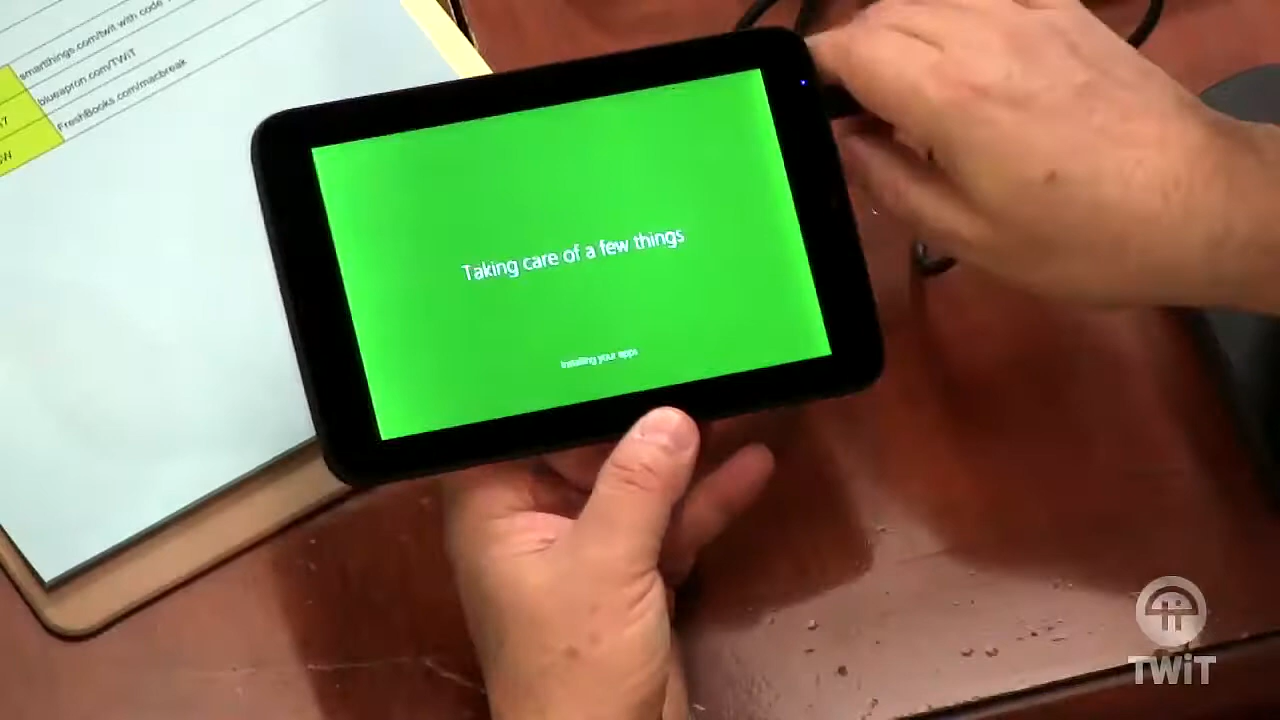 smarthings.com/twit with code
blueapron.com/TWiT
FreshBooks.com/macbreak
Taking care of a few things
Installing your apps
TWiT